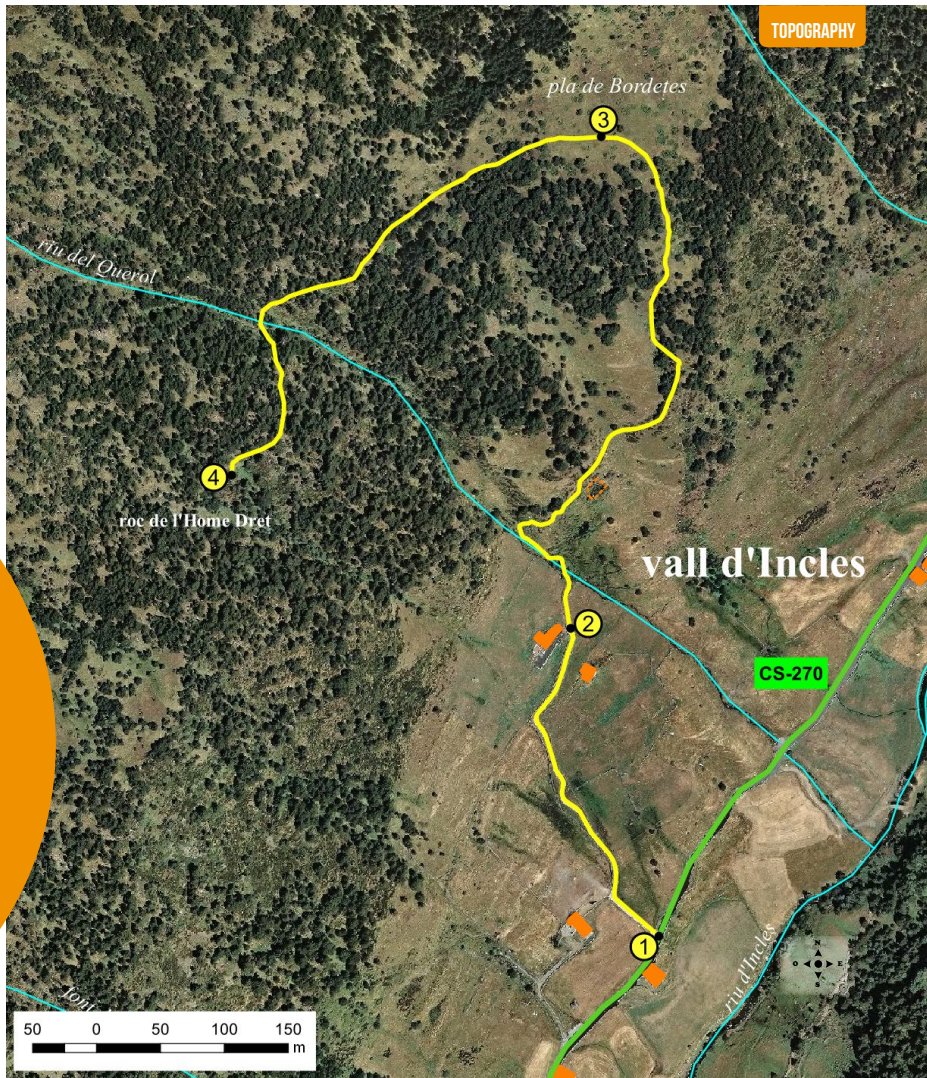 TOPOGRAPHY
pla de Bordetes
3
riu del Querol
4
roc de l'Home Dret
vall d'Incles
2
CS-270
1
N
O E
S
riu d'Incles
50 0 50 100 150
m